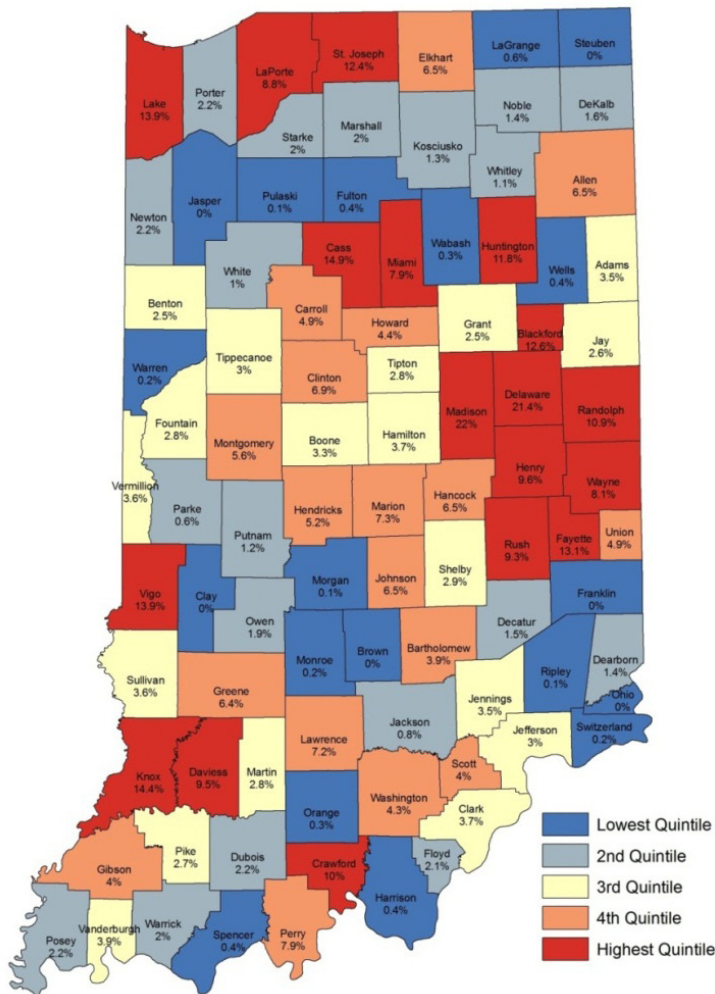 St. Joseph
12.4%
Elkhart
6.5%
LaGrange
0.6%
Steuben
0%
LaPorte
8.8%
Lake
13.9%
Porter
2.2%
Noble
1.4%
DeKalb
1.6%
Starke
2%
Marshall
2%
Kosciusko
1.3%
Whitley
1.1%
Allen
6.5%
Newton
2.2%
Jasper
0%
Pulaski
0.1%
Fulton
0.4%
Cass
14.9%
Miami
7.9%
Wabash
0.3%
Huntington
11.8%
Wells
0.4%
Adams
3.5%
White
1%
Benton
2.5%
Carroll
4.9%
Howard
4.4%
Grant
2.5%
Blackford
12.6%
Jay
2.6%
Warren
0.2%
Tippecanoe
3%
Tipton
2.8%
Clinton
6.9%
Madison
22%
Delaware
21.4%
Randolph
10.9%
Fountain
2.8%
Montgomery
5.6%
Boone
3.3%
Hamilton
3.7%
Vermillion
3.6%
Parke
0.6%
Putnam
1.2%
Hendricks
5.2%
Marion
7.3%
Hancock
6.5%
Henry
9.6%
Wayne
8.1%
Rush
9.3%
Fayette
13.1%
Union
4.9%
Shelby
2.9%
Vigo
13.9%
Clay
0%
Morgan
0.1%
Johnson
6.5%
Franklin
0%
Owen
1.9%
Decatur
1.5%
Monroe
0.2%
Brown
0%
Bartholomew
3.9%
Ripley
0.1%
Dearborn
1.4%
Ohio
0%
Sullivan
3.6%
Greene
6.4%
Jackson
0.8%
Jennings
3.5%
Jefferson
3%
Switzerland
0.2%
Lawrence
7.2%
Knox
14.4%
Daviess
9.5%
Martin
2.8%
Scott
4%
Washington
4.3%
Orange
0.3%
Clark
3.7%
Gibson
4%
Pike
2.7%
Dubois
2.2%
Crawford
10%
Floyd
2.1%
Harrison
0.4%
Posey
2.2%
Vanderburgh
3.9%
Warrick
2%
Spencer
0.4%
Perry
7.9%
Lowest Quintile
2nd Quintile
3rd Quintile
4th Quintile
Highest Quintile